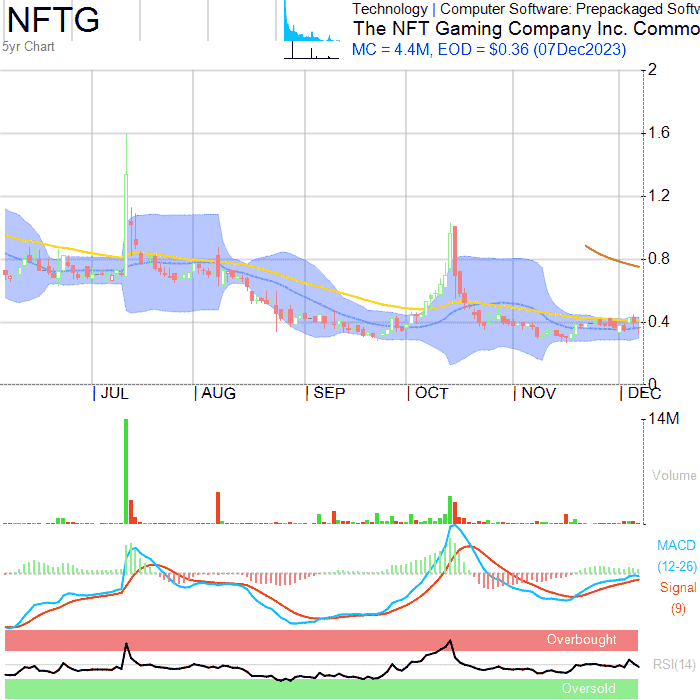 NFTG
5yr Chart
Technology | Computer Software: Prepackaged Softw
The NFT Gaming Company Inc. Commo
MC = 4.4M, EOD = $0.36 (07Dec2023)
2
1.6
1.2
0.8
0.4
0
JUL AUG SEP OCT NOV DEC
14M
Volume
MACD
(12-26)
Signal
(9)
Overbought
RSI(14)
Oversold